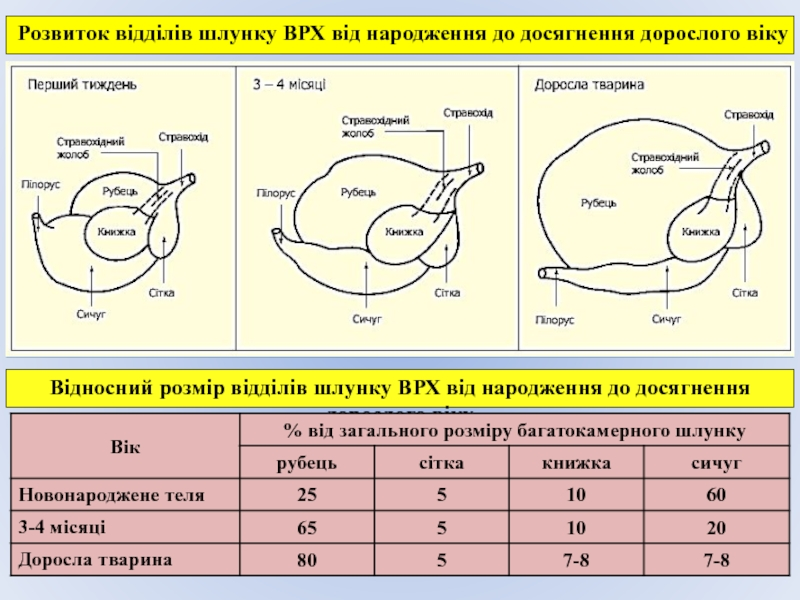 Розвиток відділів шлунку ВРХ від народження до досягнення дорослого віку
Перший тиждень
Стравохідний
жолоб
Стравохід
Пілорус
Рубець
Книжка
Сітка
Сичуг
3 – 4 місяці
Стравохідний
жолоб
Стравохід
Пілорус
Рубець
Книжка
Сітка
Сичуг
Доросла тварина
Стравохід
Стравохідний
жолоб
Рубець
Книжка
Сітка
Пілорус
Сичуг
Відносний розмір відділів шлунку ВРХ від народження до досягнення
Вік
% від загального розміру багатокамерного шлунку
рубець сітка книжка сичуг
Новонароджене теля 25 5 10 60
3-4 місяці 65 5 10 20
Доросла тварина 80 5 7-8 7-8